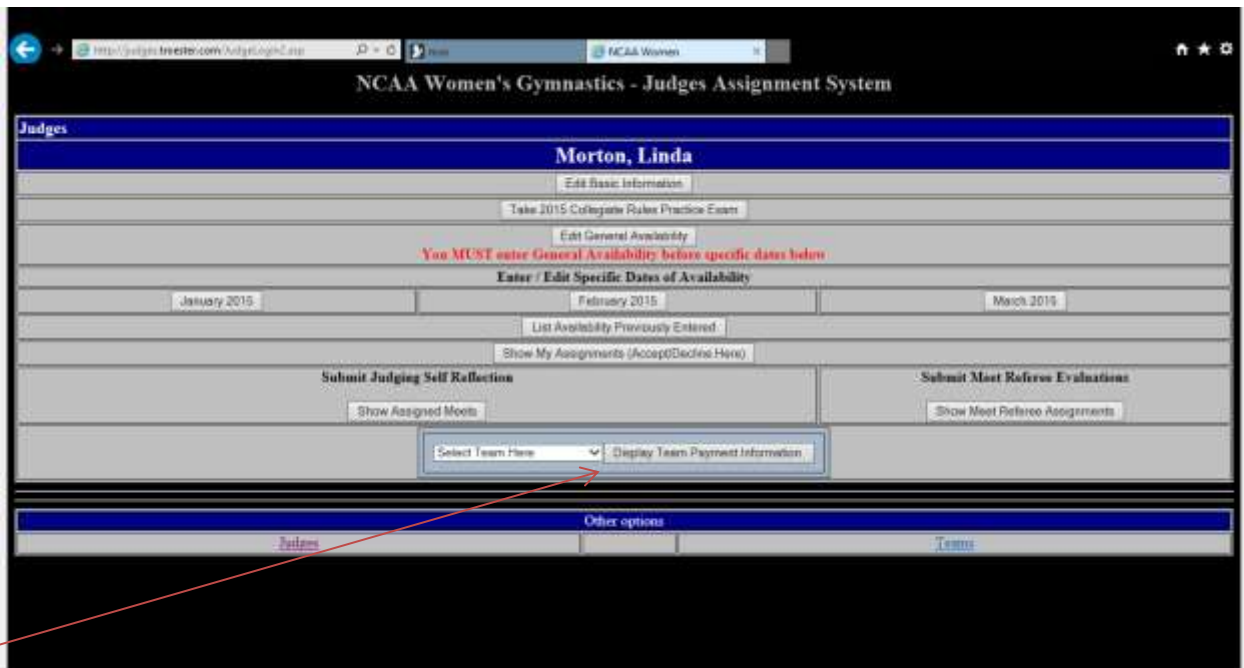 NCAA Women
NCAA Women's Gymnastics - Judges Assignment System
Judges
Morton, Linda
Edit Basic Information
Take 2015 Collegiate Rules Practice Exam
Edit General Availability
You MUST enter General Availability before specific dates below
Enter / Edit Specific Dates of Availability
January 2015 February 2015 March 2015
List Availability Previously Entered
Show My Assignments (Accept/Decline Here)
Submit Judging Self Reflection Submit Meet Referee Evaluations
Show Assigned Meets Show Meet Referee Assignments
Select Team Here Display Team Payment Information
Other options
Judges Teams